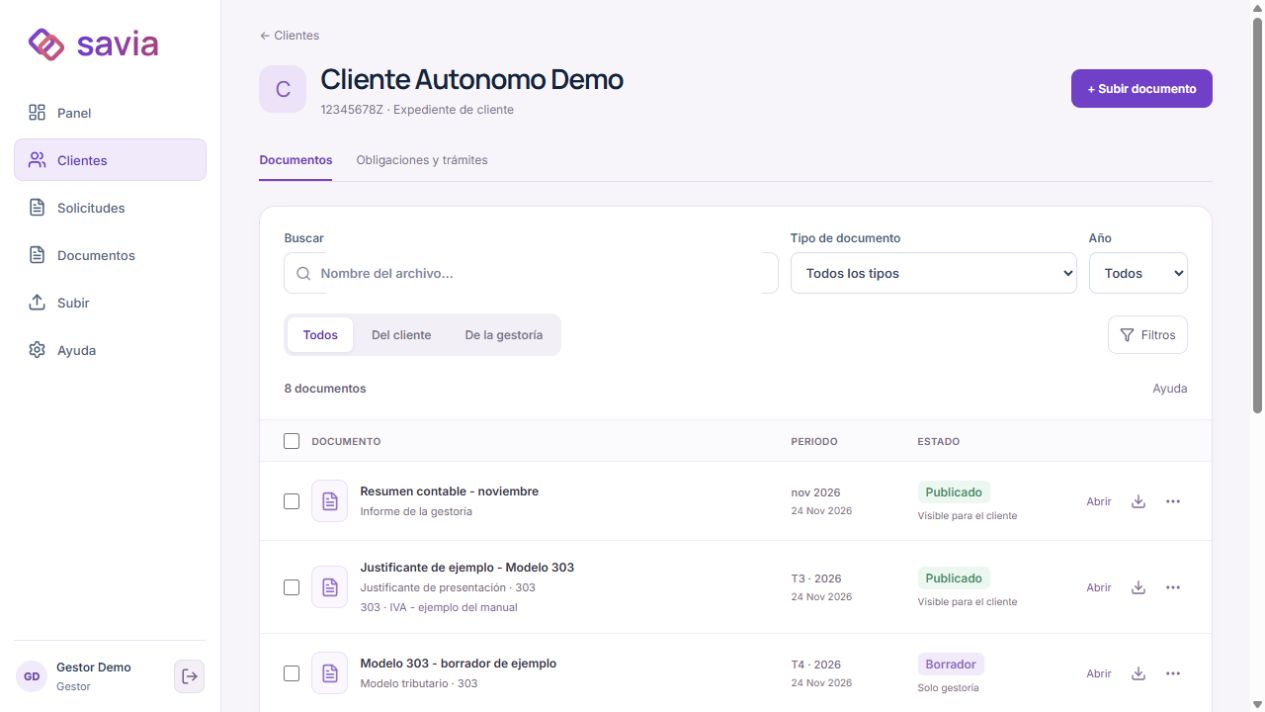 savia
Panel
Clientes
Solicitudes
Documentos
Subir
Ayuda
GD
Gestor Demo
Gestor
← Clientes
C
Cliente Autonomo Demo
12345678Z · Expediente de cliente
+ Subir documento
Documentos
Obligaciones y trámites
Buscar
Nombre del archivo...
Tipo de documento
Todos los tipos
Año
Todos
Todos
Del cliente
De la gestoría
Filtros
8 documentos
Ayuda
DOCUMENTO
PERIODO
ESTADO
Resumen contable - noviembre
Informe de la gestoría
nov 2026
24 Nov 2026
Publicado
Visible para el cliente
Abrir
Justificante de ejemplo - Modelo 303
Justificante de presentación · 303
303 · IVA - ejemplo del manual
T3 · 2026
24 Nov 2026
Publicado
Visible para el cliente
Abrir
Modelo 303 - borrador de ejemplo
Modelo tributario · 303
T4 · 2026
24 Nov 2026
Borrador
Solo gestoría
Abrir